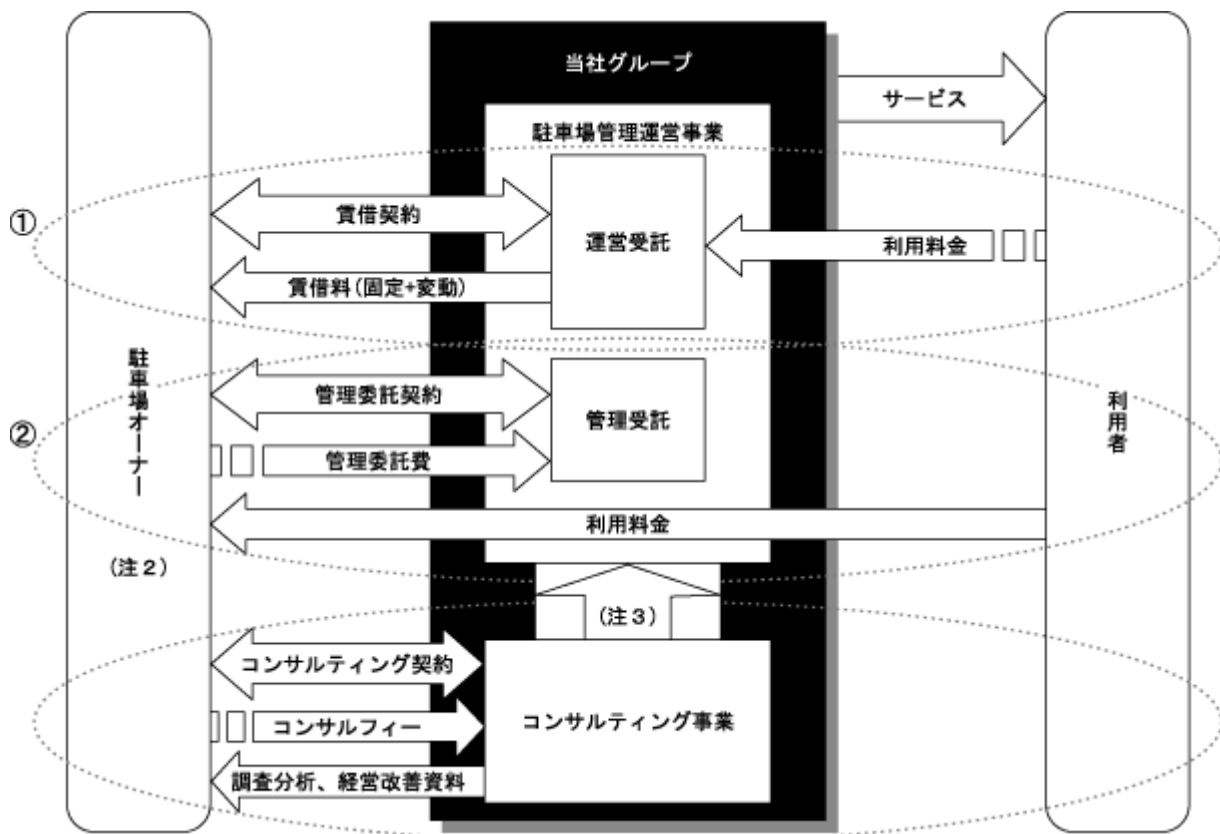 当社グループ
サービス
駐車場管理運営事業
①
賃借契約
運営受託
利用料金
賃借料(固定+変動)
駐車場オーナー
(注2)
利用者
②
管理委託契約
管理受託
管理委託費
利用料金
(注3)
コンサルティング契約
コンサルティング事業
コンサルフィー
調査分析、経営改善資料